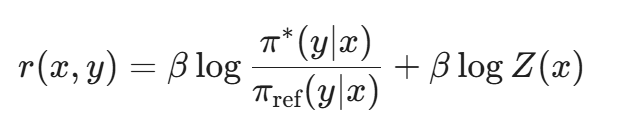 r(x, y) = β log π*(y|x) / π_ref(y|x) + β log Z(x)